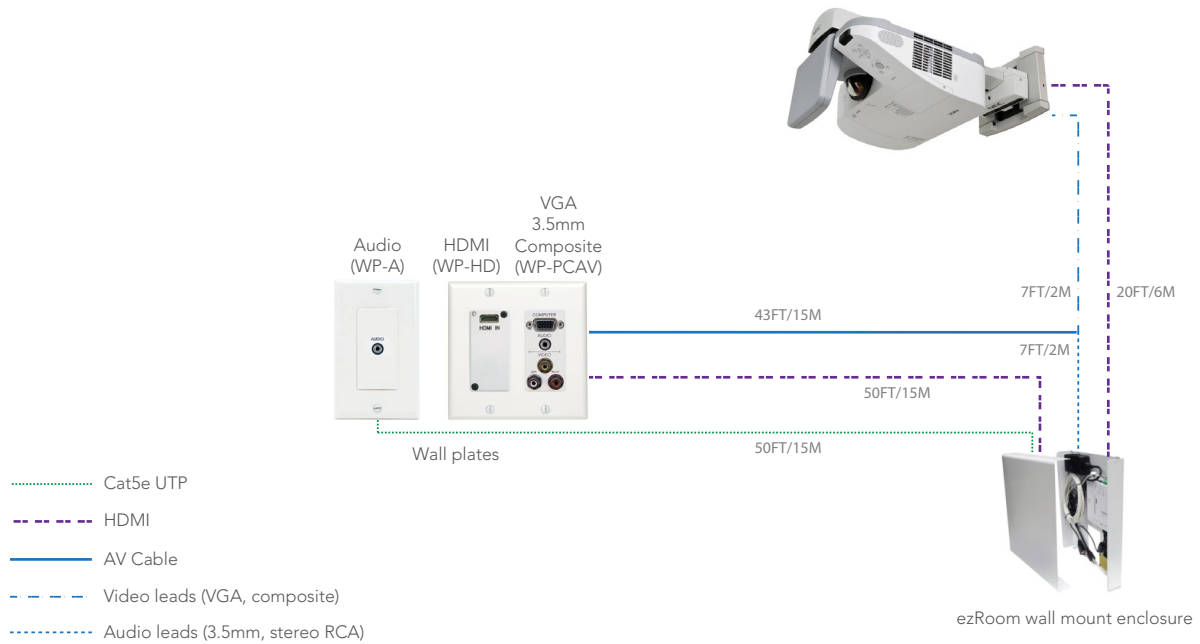 VGA
3.5mm
Audio
HDMI
Composite
(WP-A)
(WP-HD)
(WP-PCAV)
7FT/2M
20FT/6M
43FT/15M
7FT/2M
HDMI IN
COMPUTER
AUDIO
VIDEO
AUDIO
50FT/15M
Wall plates
50FT/15M
Cat5e UTP
HDMI
AV Cable
Video leads (VGA, composite)
Audio leads (3.5mm, stereo RCA)
ezRoom wall mount enclosure